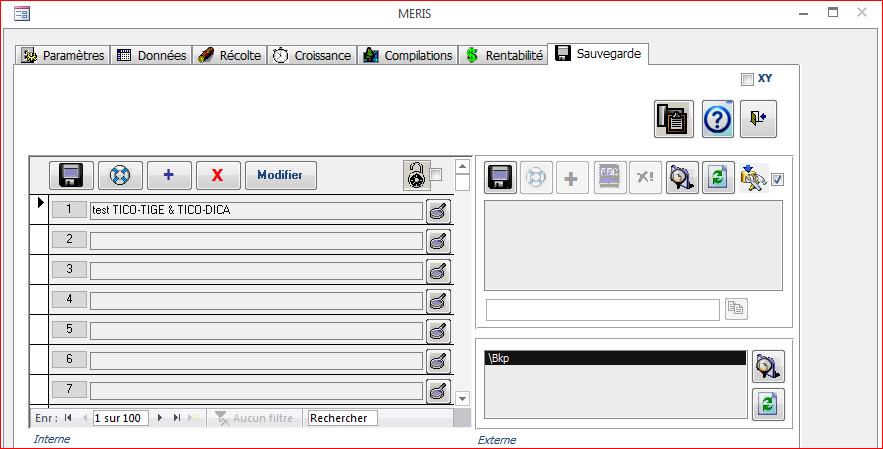 MERIS
Paramètres Données Récolte Croissance Compilations $ Rentabilité Sauvegarde
XY
?
+ X Modifier
+ X!
1 test TICO-TIGE & TICO-DICA
2
3
4
5
6
7
\Bkp
Enr : 1 sur 100 Aucun filtre Rechercher
Interne Externe